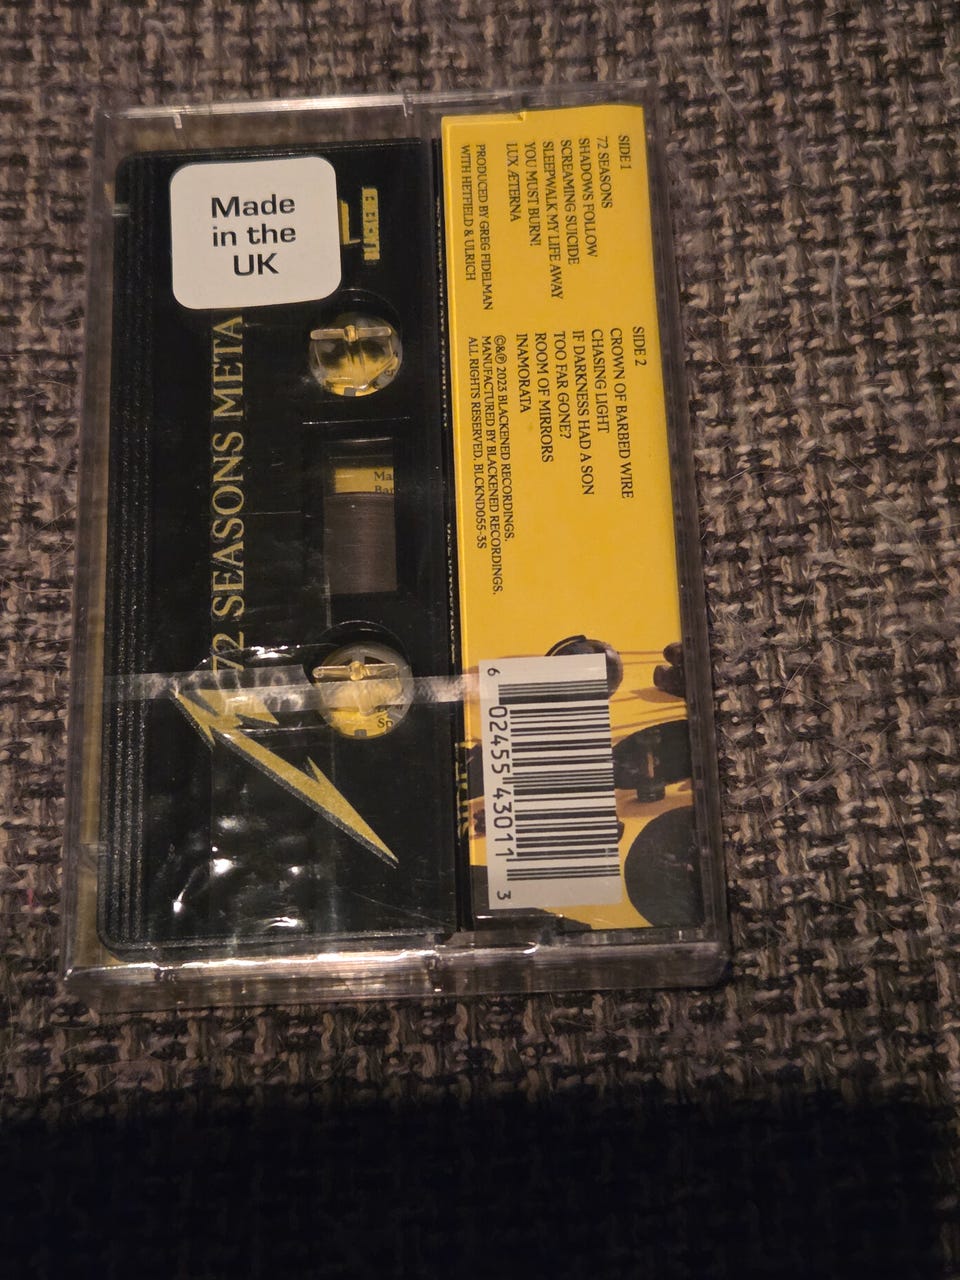 Made
in the
UK
72 SEASONS META
Ma
Bar
Sp
SIDE 1
72 SEASONS
SHADOWS FOLLOW
SCREAMING SUICIDE
SLEEPWALK MY LIFE AWAY
YOU MUST BURN!
LUX ÆTERNA
PRODUCED BY GREG FIDELMAN
WITH HETFIELD & ULRICH
SIDE 2
CROWN OF BARBED WIRE
CHASING LIGHT
IF DARKNESS HAD A SON
TOO FAR GONE?
ROOM OF MIRRORS
INAMORATA
©&℗ 2023 BLACKENED RECORDINGS.
MANUFACTURED BY BLACKENED RECORDINGS.
ALL RIGHTS RESERVED. BLCKND055-3S
6 02455 43011 3